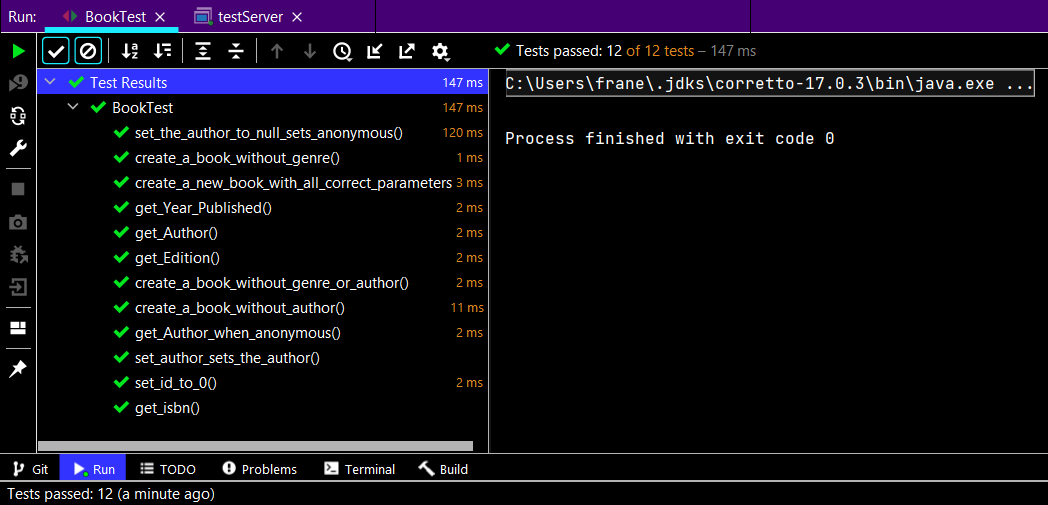 Run: BookTest testServer
Tests passed: 12 of 12 tests – 147 ms
Test Results 147 ms
BookTest 147 ms
set_the_author_to_null_sets_anonymous() 120 ms
create_a_book_without_genre() 1 ms
create_a_new_book_with_all_correct_parameters 3 ms
get_Year_Published() 2 ms
get_Author() 2 ms
get_Edition() 2 ms
create_a_book_without_genre_or_author() 2 ms
create_a_book_without_author() 11 ms
get_Author_when_anonymous() 2 ms
set_author_sets_the_author()
set_id_to_0() 2 ms
get_isbn()
C:\Users\frane\.jdks\corretto-17.0.3\bin\java.exe ...
Process finished with exit code 0
Git Run TODO Problems Terminal Build
Tests passed: 12 (a minute ago)